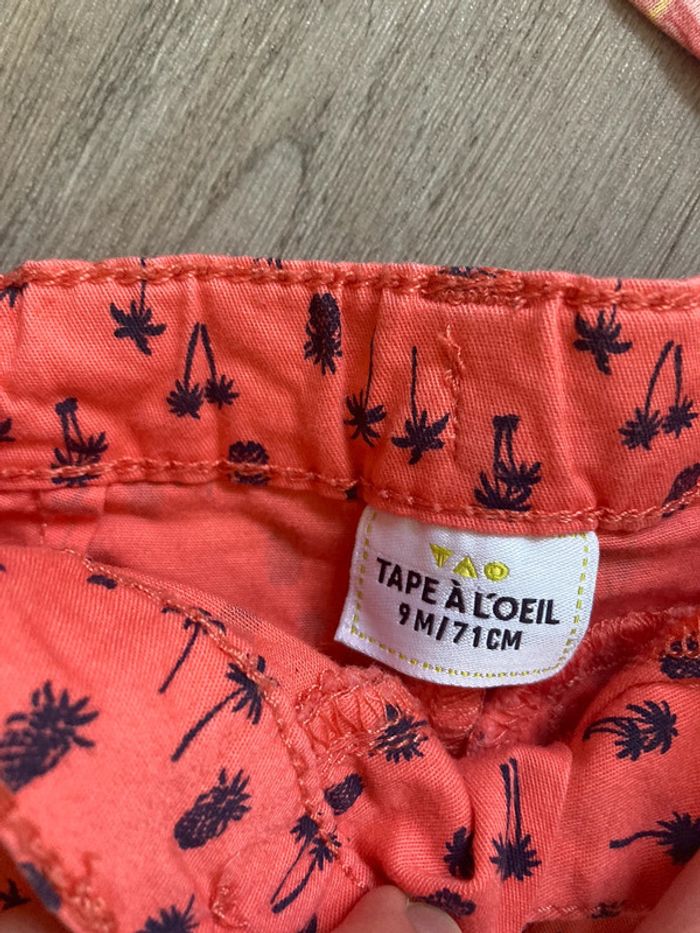 TAO
TAPE À L'OEIL
9M/71CM